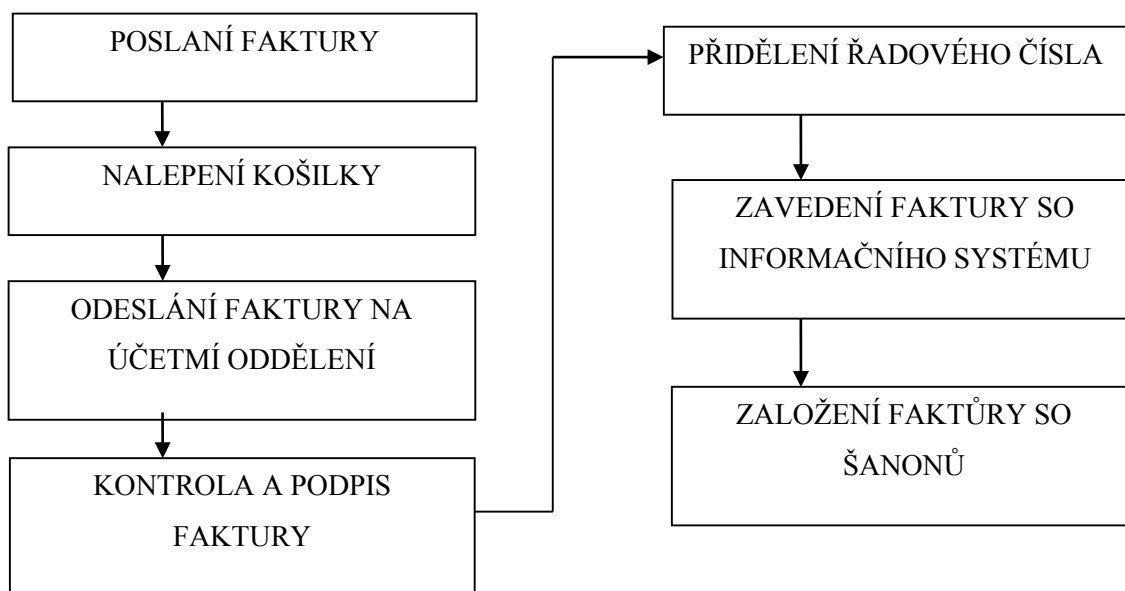 POSLANÍ FAKTURY
NALEPENÍ KOŠILKY
ODESLÁNÍ FAKTURY NA
ÚČETMÍ ODDĚLENÍ
KONTROLA A PODPIS
FAKTURY
PŘIDĚLENÍ ŘADOVÉHO ČÍSLA
ZAVEDENÍ FAKTURY SO
INFORMAČNÍHO SYSTÉMU
ZALOŽENÍ FAKTŮRY SO
ŠANONŮ